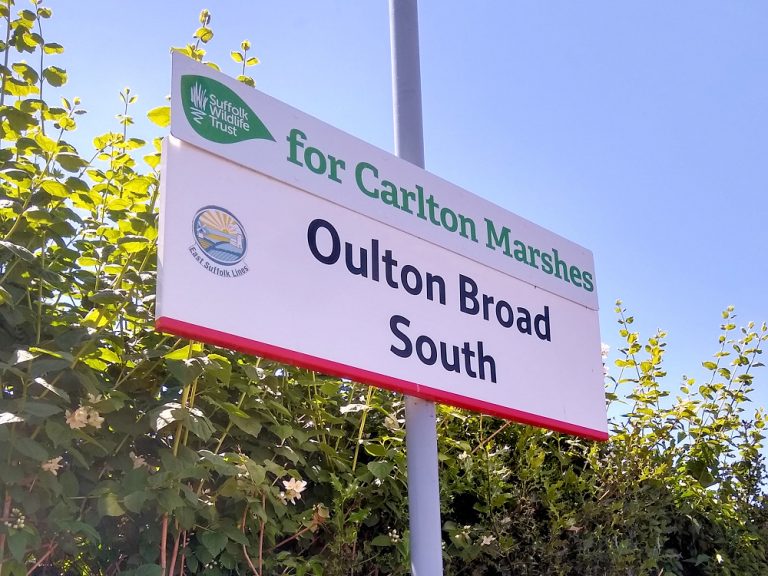 Suffolk
Wildlife
Trust
for Carlton Marshes
East Suffolk Lines
Oulton Broad
South